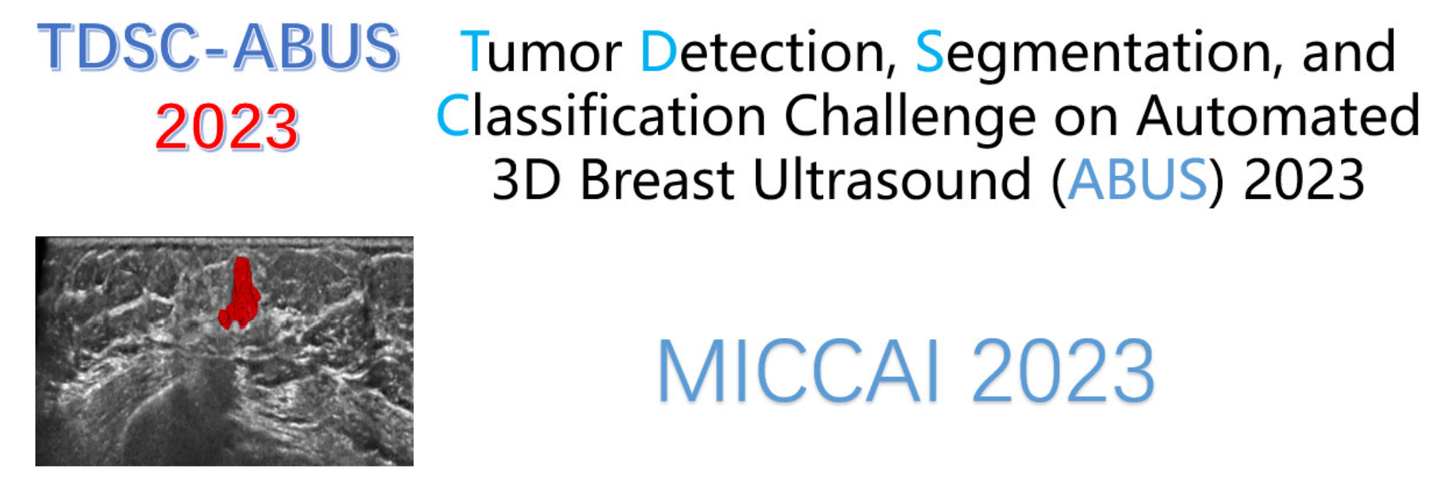 TDSC-ABUS
2023
Tumor Detection, Segmentation, and
Classification Challenge on Automated
3D Breast Ultrasound (ABUS) 2023
MICCAI 2023